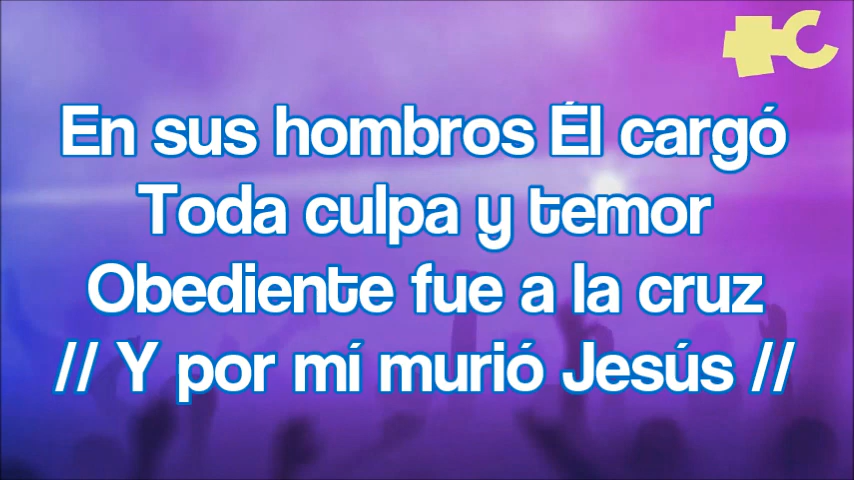 En sus hombros Él cargó
Toda culpa y temor
Obediente fue a la cruz
// Y por mí murió Jesús //